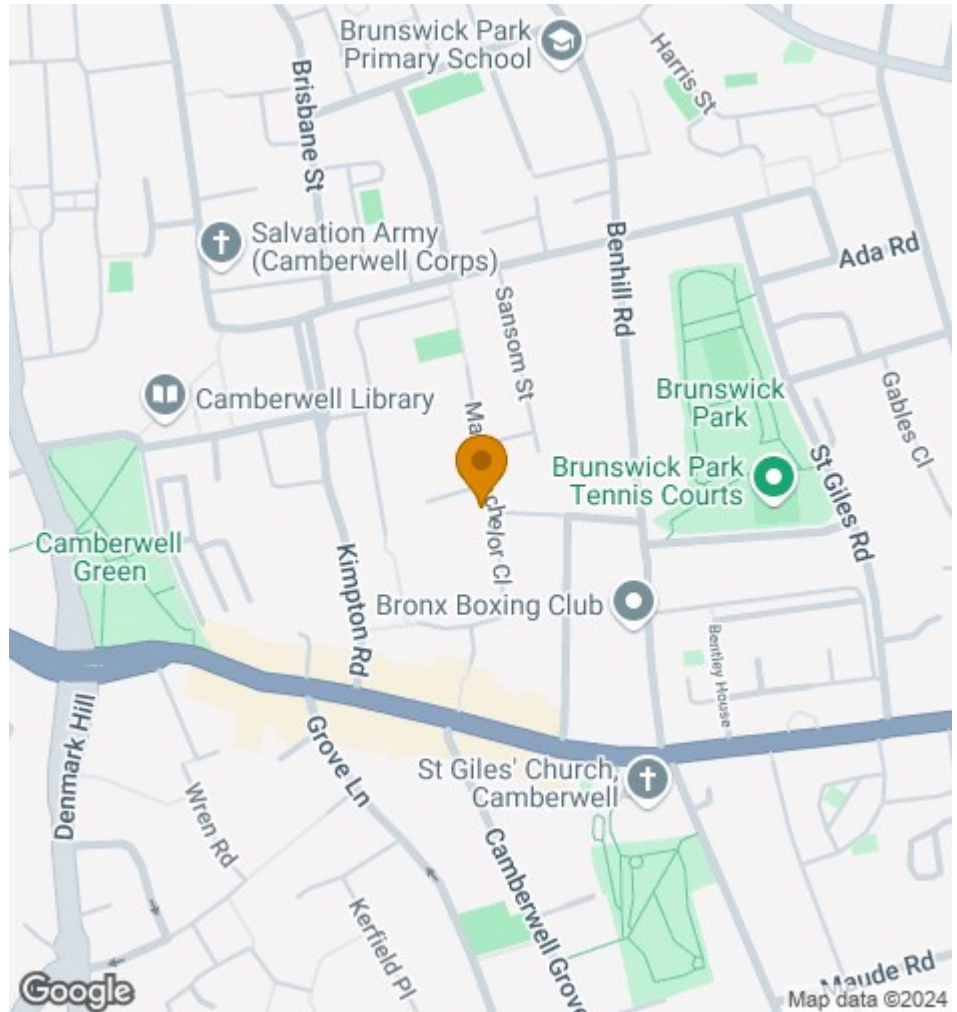 Brunswick Park
Primary School
Harris St
Brisbane St
Benhill Rd
Salvation Army
(Camberwell Corps)
Ada Rd
Sansom St
Camberwell Library
Brunswick
Park
Gables Cl
Brunswick Park
Tennis Courts
St Giles Rd
Camberwell
Green
Kimpton Rd
Bronx Boxing Club
Bentley House
Denmark Hill
Grove Ln
St Giles' Church,
Camberwell
Wren Rd
Camberwell Grove
Kerfield Pl
Maude Rd
Google
Map data ©2024